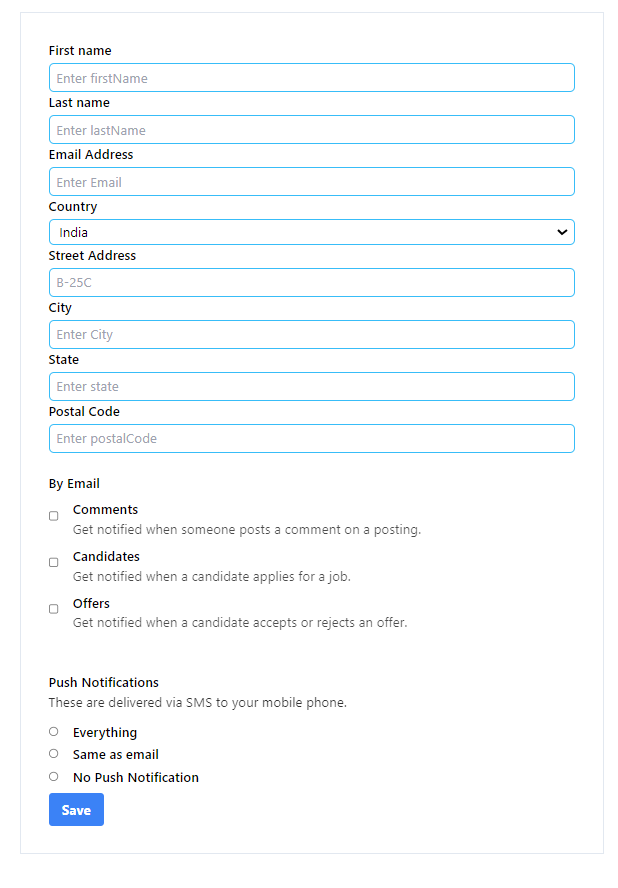 First name
Enter firstName
Last name
Enter lastName
Email Address
Enter Email
Country
India
Street Address
B-25C
City
Enter City
State
Enter state
Postal Code
Enter postalCode
By Email
Comments
Get notified when someone posts a comment on a posting.
Candidates
Get notified when a candidate applies for a job.
Offers
Get notified when a candidate accepts or rejects an offer.
Push Notifications
These are delivered via SMS to your mobile phone.
Everything
Same as email
No Push Notification
Save